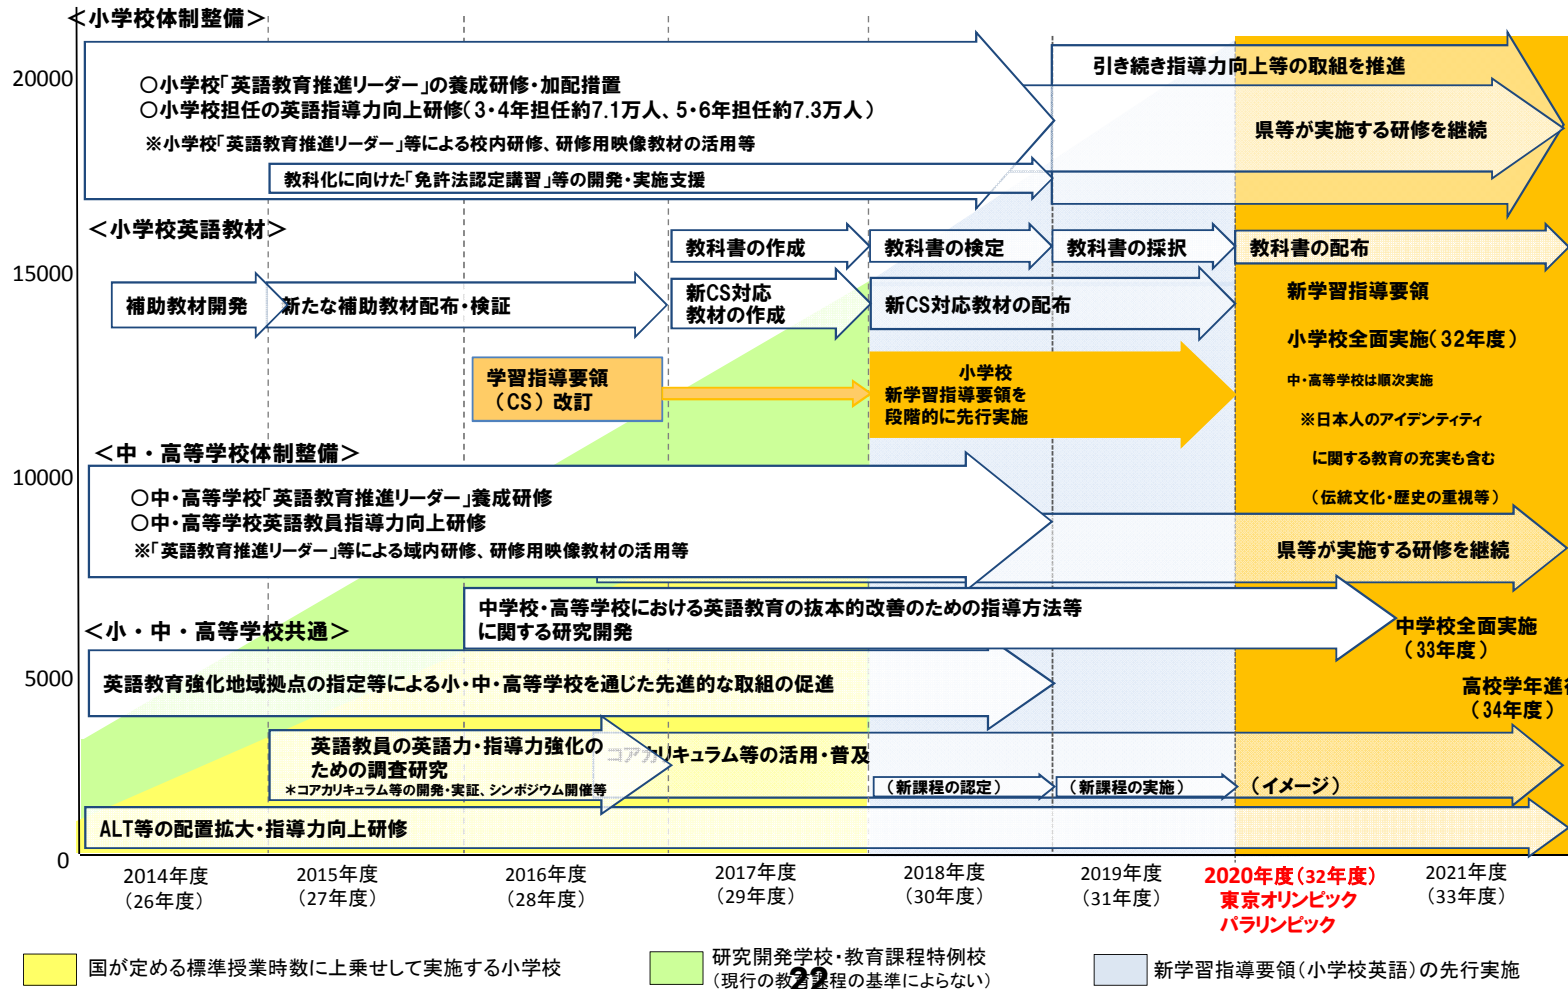 ＜小学校体制整備＞
20000
○小学校「英語教育推進リーダー」の養成研修・加配措置
○小学校担任の英語指導力向上研修（3・4年担任約7.1万人、5・6年担任約7.3万人）
※小学校「英語教育推進リーダー」等による校内研修、研修用映像教材の活用等
教科化に向けた「免許法認定講習」等の開発・実施支援
引き続き指導力向上等の取組を推進
県等が実施する研修を継続
＜小学校英語教材＞
教科書の作成
教科書の検定
教科書の採択
教科書の配布
15000
補助教材開発
新たな補助教材配布・検証
新CS対応
教材の作成
新CS対応教材の配布
学習指導要領
（CS）改訂
小学校
新学習指導要領を
段階的に先行実施
新学習指導要領
小学校全面実施（32年度）
中・高等学校は順次実施
※日本人のアイデンティティ
に関する教育の充実も含む
（伝統文化・歴史の重視等）
＜中・高等学校体制整備＞
10000
○中・高等学校「英語教育推進リーダー」養成研修
○中・高等学校英語教員指導力向上研修
※「英語教育推進リーダー」等による域内研修、研修用映像教材の活用等
県等が実施する研修を継続
中学校・高等学校における英語教育の抜本的改善のための指導方法等
に関する研究開発
中学校全面実施
（33年度）
高校学年進行
（34年度）
＜小・中・高等学校共通＞
5000
英語教育強化地域拠点の指定等による小・中・高等学校を通じた先進的な取組の促進
英語教員の英語力・指導力強化の
ための調査研究
＊コアカリキュラム等の開発・実証、シンポジウム開催等
コアカリキュラム等の活用・普及
（新課程の認定）
（新課程の実施）
（イメージ）
ALT等の配置拡大・指導力向上研修
0
2014年度
（26年度）
2015年度
（27年度）
2016年度
（28年度）
2017年度
（29年度）
2018年度
（30年度）
2019年度
（31年度）
2020年度（32年度）
東京オリンピック
パラリンピック
2021年度
（33年度）
国が定める標準授業時数に上乗せして実施する小学校
研究開発学校・教育課程特例校
（現行の教育課程の基準によらない）
新学習指導要領（小学校英語）の先行実施
22